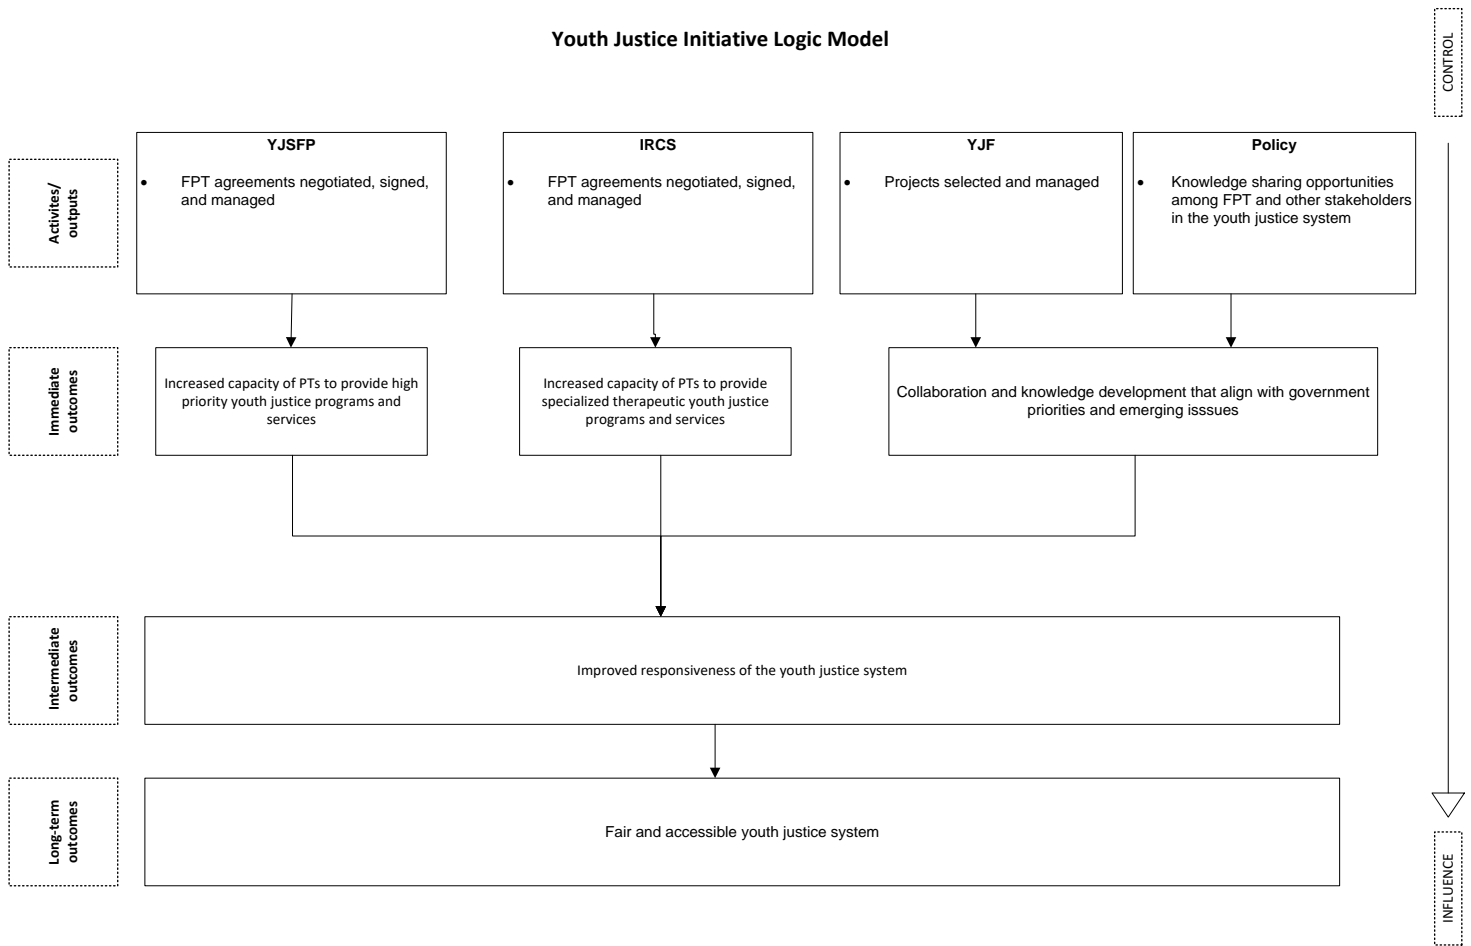 Youth Justice Initiative Logic Model
CONTROL
Activites/
outputs
YJSFP
• FPT agreements negotiated, signed,
and managed
IRCS
• FPT agreements negotiated, signed,
and managed
YJF
• Projects selected and managed
Policy
• Knowledge sharing opportunities
among FPT and other stakeholders
in the youth justice system
Immediate
outcomes
Increased capacity of PTs to provide high
priority youth justice programs and
services
Increased capacity of PTs to provide
specialized therapeutic youth justice
programs and services
Collaboration and knowledge development that align with government
priorities and emerging isssues
Intermediate
outcomes
Improved responsiveness of the youth justice system
Long-term
outcomes
Fair and accessible youth justice system
INFLUENCE